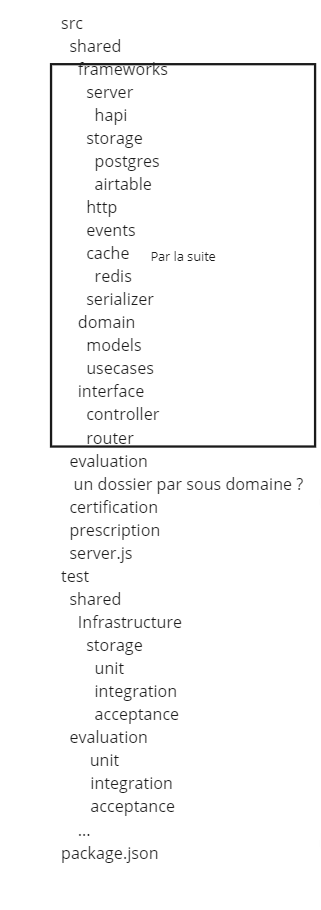 src
shared
frameworks
server
hapi
storage
postgres
airtable
http
events
cache Par la suite
redis
serializer
domain
models
usecases
interface
controller
router
evaluation
un dossier par sous domaine ?
certification
prescription
server.js
test
shared
Infrastructure
storage
unit
integration
acceptance
evaluation
unit
integration
acceptance
...
package.json